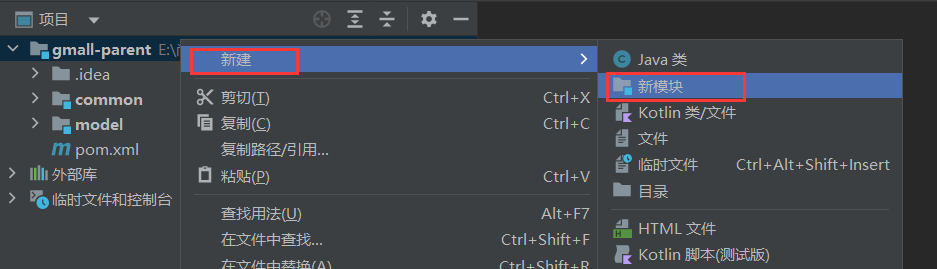 项目
gmall-parent E:\
.idea
common
model
pom.xml
外部库
临时文件和控制台
新建
剪切(T) Ctrl+X
复制(C) Ctrl+C
复制路径/引用...
粘贴(P) Ctrl+V
查找用法(U) Alt+F7
在文件中查找... Ctrl+Shift+F
在文件中替换(A) Ctrl+Shift+R
Java 类
新模块
Kotlin 类/文件
文件
临时文件 Ctrl+Alt+Shift+Insert
目录
HTML 文件
Kotlin 脚本(测试版)